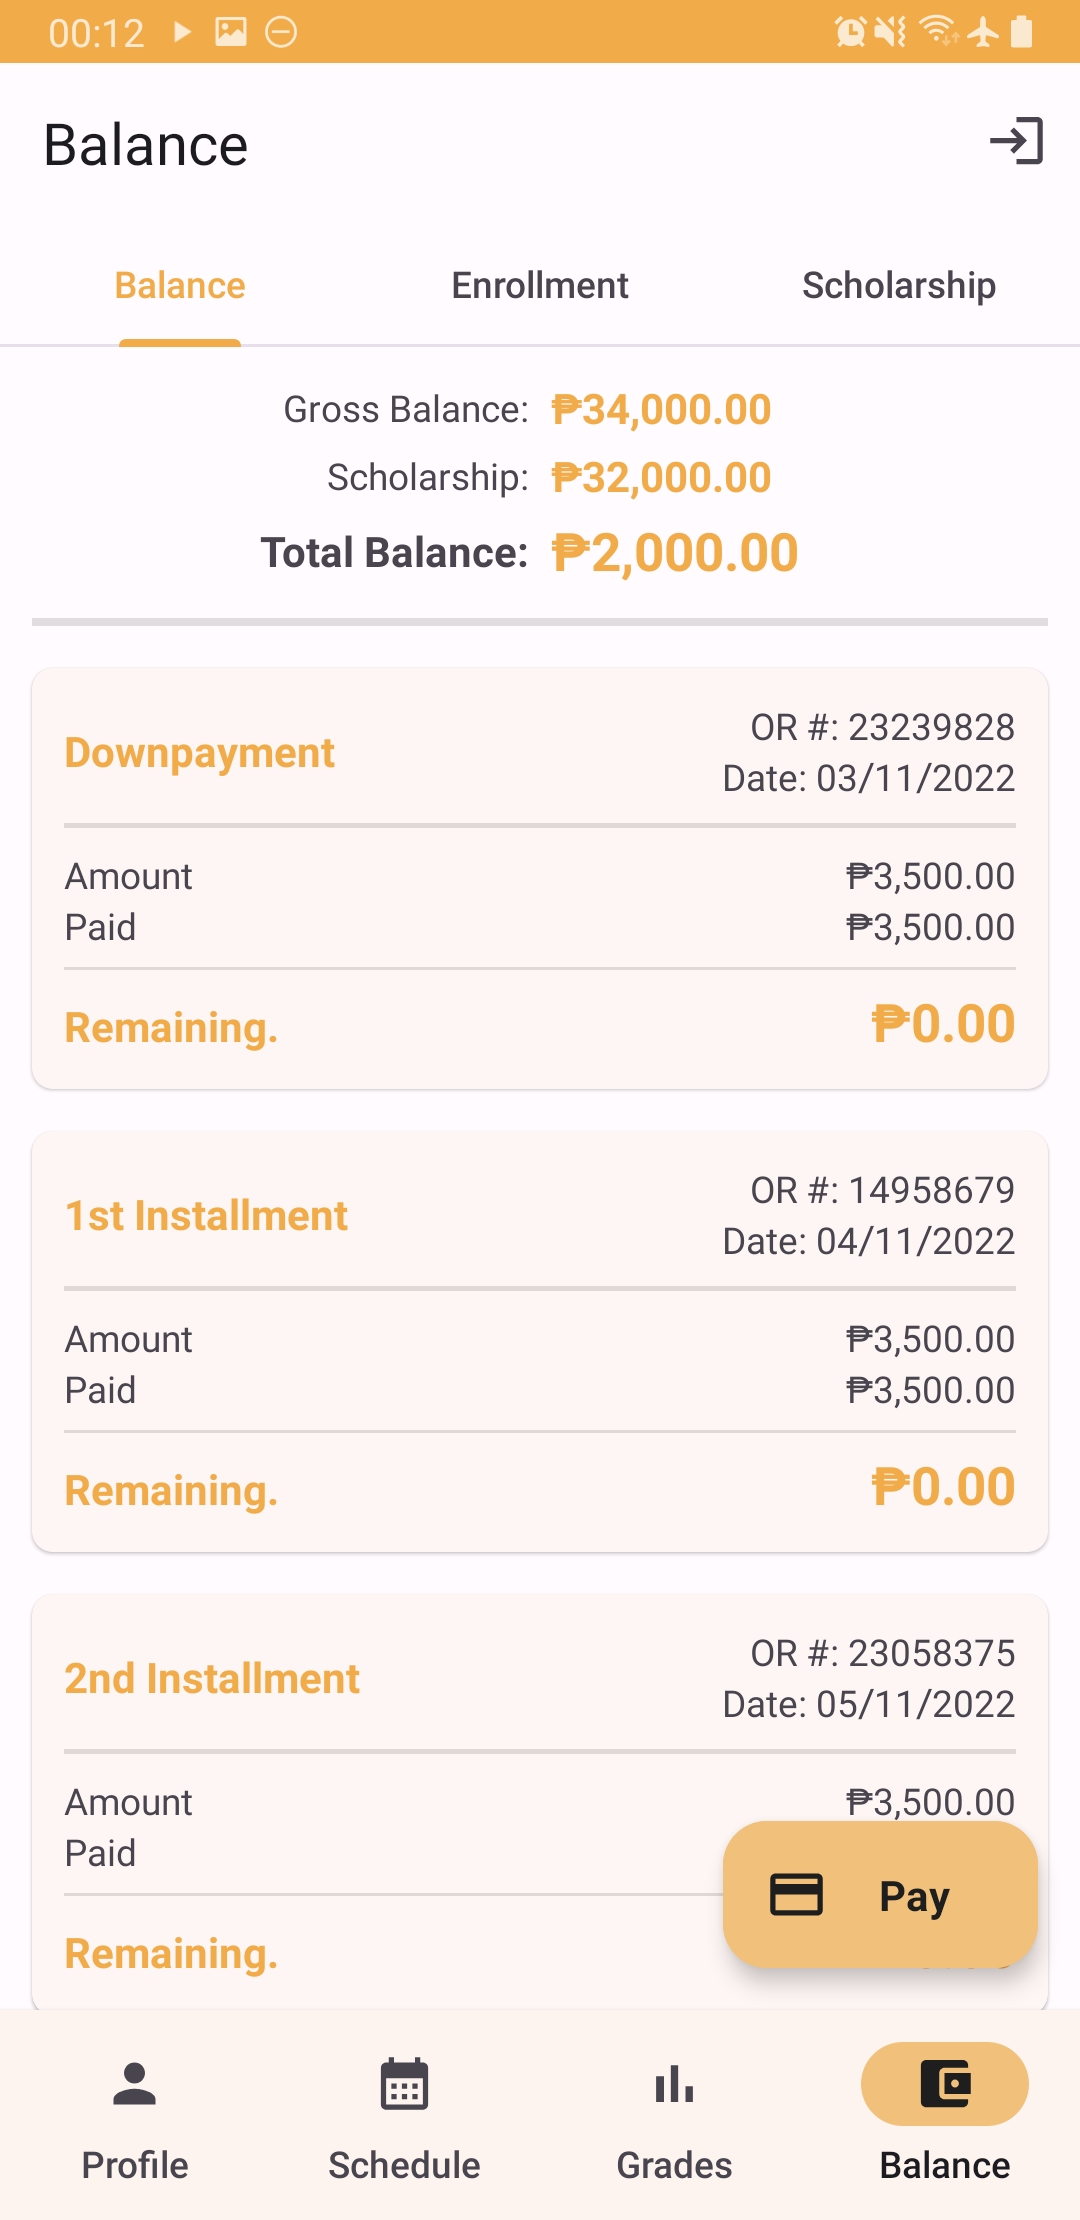 00:12
Balance
Balance Enrollment Scholarship
Gross Balance: ₱34,000.00
Scholarship: ₱32,000.00
Total Balance: ₱2,000.00
Downpayment
OR #: 23239828
Date: 03/11/2022
Amount ₱3,500.00
Paid ₱3,500.00
Remaining. ₱0.00
1st Installment
OR #: 14958679
Date: 04/11/2022
Amount ₱3,500.00
Paid ₱3,500.00
Remaining. ₱0.00
2nd Installment
OR #: 23058375
Date: 05/11/2022
Amount ₱3,500.00
Paid
Pay
Remaining.
Profile Schedule Grades Balance